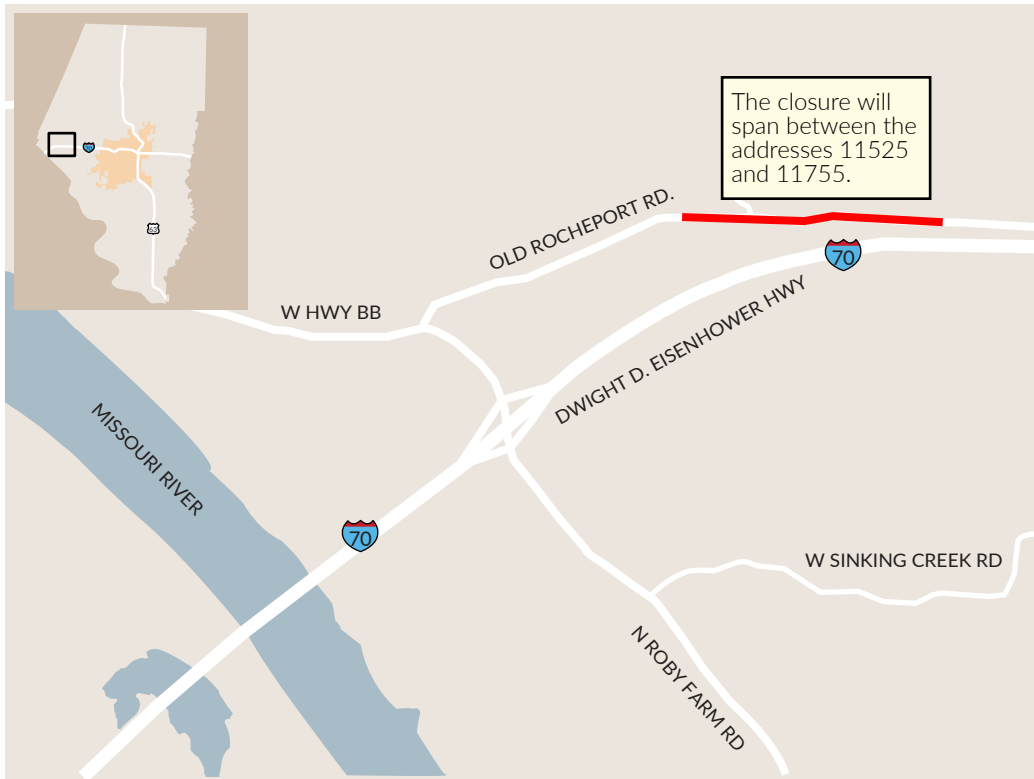 The closure will
span between the
addresses 11525
and 11755.
OLD ROCHEPORT RD.
70
W HWY BB
DWIGHT D. EISENHOWER HWY
MISSOURI RIVER
70
W SINKING CREEK RD
N ROBY FARM RD